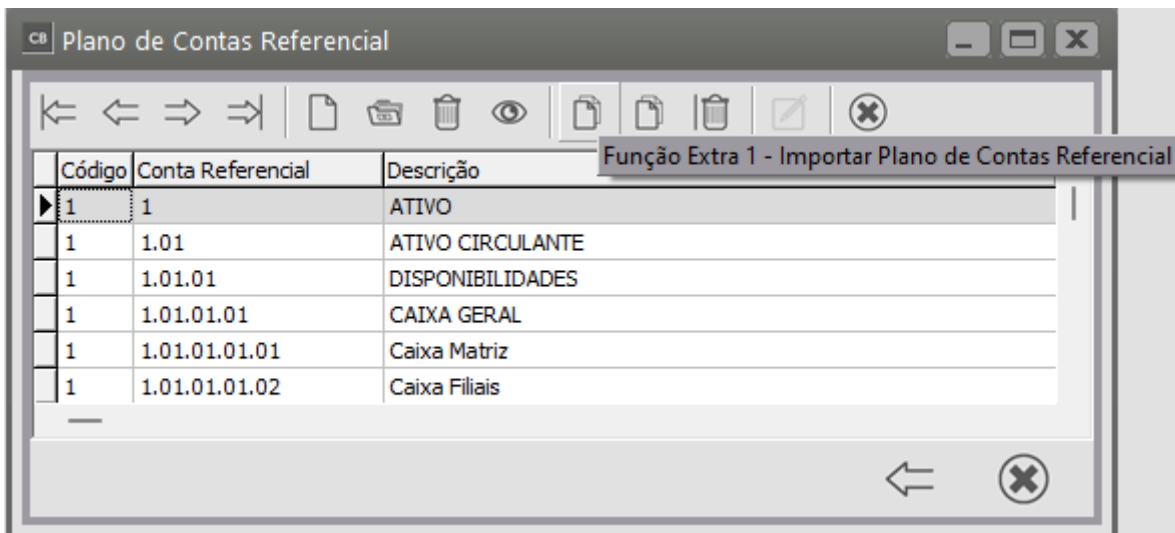 CB Plano de Contas Referencial
Função Extra 1 - Importar Plano de Contas Referencial
Código Conta Referencial Descrição
1 1 ATIVO
1 1.01 ATIVO CIRCULANTE
1 1.01.01 DISPONIBILIDADES
1 1.01.01.01 CAIXA GERAL
1 1.01.01.01.01 Caixa Matriz
1 1.01.01.01.02 Caixa Filiais